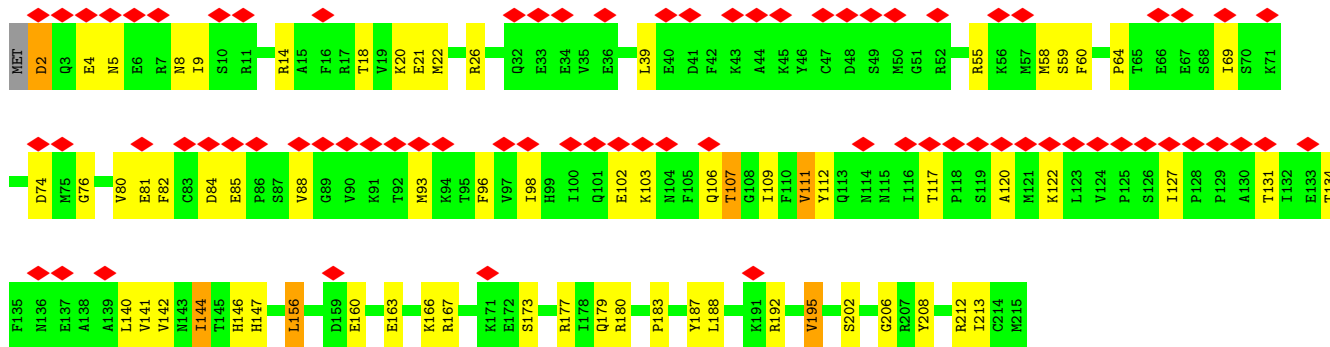 MET D2 Q3 E4 N5 E6 R7 N8 I9 S10 R11 R14 A15 F16 R17 T18 V19 K20 E21 M22 R26 Q32 E33 E34 V35 E36 L39 E40 D41 F42 K43 A44 K45 Y46 C47 D48 S49 M50 G51 R52 R55 K56 M57 M58 S59 F60 P64 T65 E66 E67 S68 I69 S70 K71
D74 M75 G76 V80 E81 F82 C83 D84 E85 P86 S87 V88 G89 V90 K91 T92 M93 K94 T95 F96 V97 I98 H99 I100 Q101 E102 K103 N104 F105 Q106 T107 G108 I109 F110 V111 Y112 Q113 N114 N115 I116 T117 P118 S119 A120 M121 K122 L123 V124 P125 S126 I127 P128 P129 A130 T131 I132 E133 T134
F135 N136 E137 A138 A139 L140 V141 V142 N143 I144 T145 H146 H147 L156 D159 E160 E163 K166 R167 K171 E172 S173 R177 I178 Q179 R180 P183 Y187 L188 K191 R192 V195 S202 G206 R207 Y208 R212 I213 C214 M215